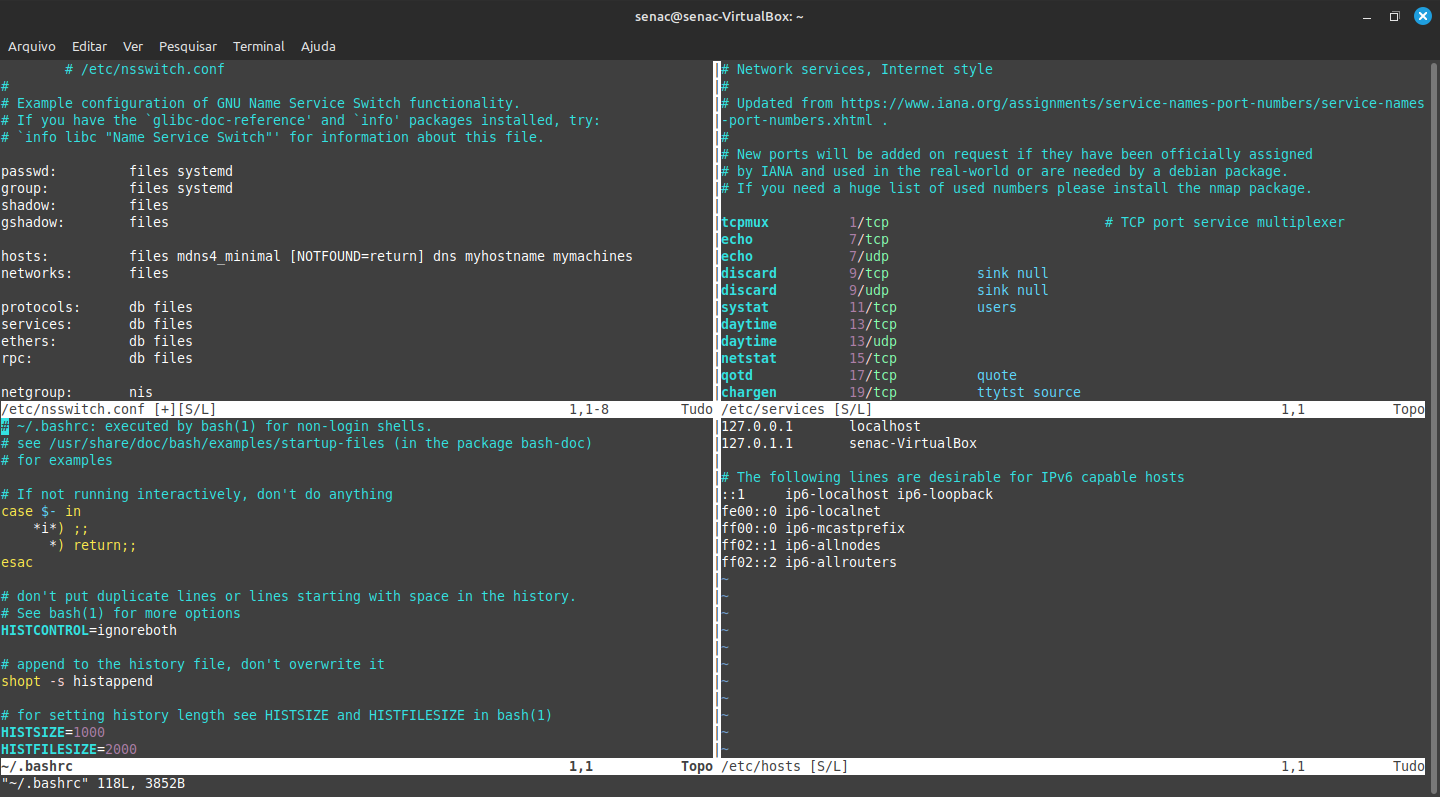 senac@senac-VirtualBox: ~
Arquivo Editar Ver Pesquisar Terminal Ajuda
# /etc/nsswitch.conf
#
# Example configuration of GNU Name Service Switch functionality.
# If you have the `glibc-doc-reference' and `info' packages installed, try:
# `info libc "Name Service Switch"' for information about this file.
passwd:         files systemd
group:          files systemd
shadow:         files
gshadow:        files
hosts:          files mdns4_minimal [NOTFOUND=return] dns myhostname mymachines
networks:       files
protocols:      db files
services:       db files
ethers:         db files
rpc:            db files
netgroup:       nis
/etc/nsswitch.conf [+][S/L] 1,1-8 Tudo
# Network services, Internet style
#
# Updated from https://www.iana.org/assignments/service-names-port-numbers/service-names
-port-numbers.xhtml .
#
# New ports will be added on request if they have been officially assigned
# by IANA and used in the real-world or are needed by a debian package.
# If you need a huge list of used numbers please install the nmap package.
tcpmux          1/tcp                           # TCP port service multiplexer
echo            7/tcp
echo            7/udp
discard         9/tcp           sink null
discard         9/udp           sink null
systat          11/tcp          users
daytime         13/tcp
daytime         13/udp
netstat         15/tcp
qotd            17/tcp          quote
chargen         19/tcp          ttytst source
/etc/services [S/L] 1,1 Topo
# ~/.bashrc: executed by bash(1) for non-login shells.
# see /usr/share/doc/bash/examples/startup-files (in the package bash-doc)
# for examples
# If not running interactively, don't do anything
case $- in
    *i*) ;;
      *) return;;
esac
# don't put duplicate lines or lines starting with space in the history.
# See bash(1) for more options
HISTCONTROL=ignoreboth
# append to the history file, don't overwrite it
shopt -s histappend
# for setting history length see HISTSIZE and HISTFILESIZE in bash(1)
HISTSIZE=1000
HISTFILESIZE=2000
~/.bashrc 1,1 Topo
127.0.0.1       localhost
127.0.1.1       senac-VirtualBox
# The following lines are desirable for IPv6 capable hosts
::1     ip6-localhost ip6-loopback
fe00::0 ip6-localnet
ff00::0 ip6-mcastprefix
ff02::1 ip6-allnodes
ff02::2 ip6-allrouters
~
~
~
~
~
~
~
~
~
~
~
/etc/hosts [S/L] 1,1 Tudo
"~/.bashrc" 118L, 3852B